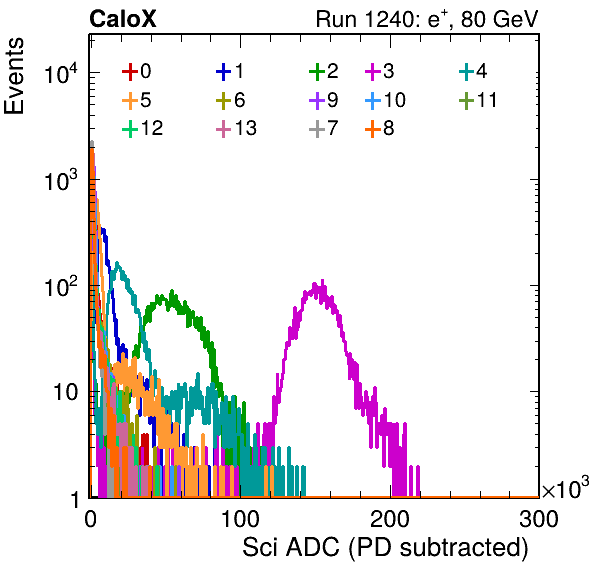 CaloX Run 1240: e⁺, 80 GeV
Events
0 1 2 3 4
5 6 9 10 11
12 13 7 8
10⁴
10³
10²
10
1
0 100 200 300
×10³
Sci ADC (PD subtracted)